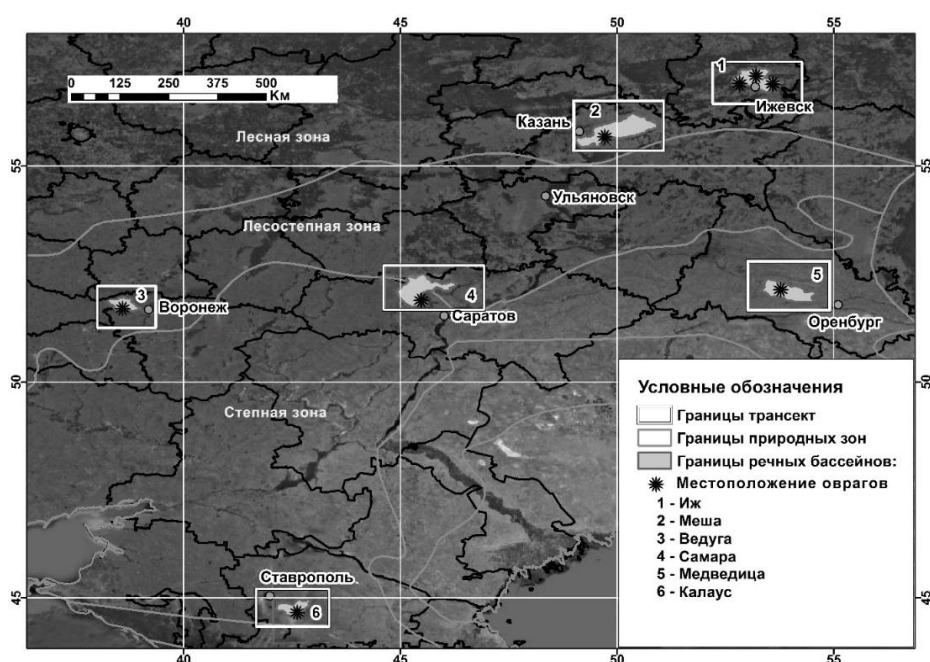 40 45 50 55
0 125 250 375 500
Км
1
Ижевск
2
Казань
Лесная зона
55 55
Ульяновск
Лесостепная зона
3
Воронеж
4
Саратов
5
Оренбург
50 50
Степная зона
Условные обозначения
Границы трансект
Границы природных зон
Границы речных бассейнов:
Местоположение оврагов
1 - Иж
2 - Меша
3 - Ведуга
4 - Самара
5 - Медведица
6 - Калаус
Ставрополь
6
45 45
40 45 50 55